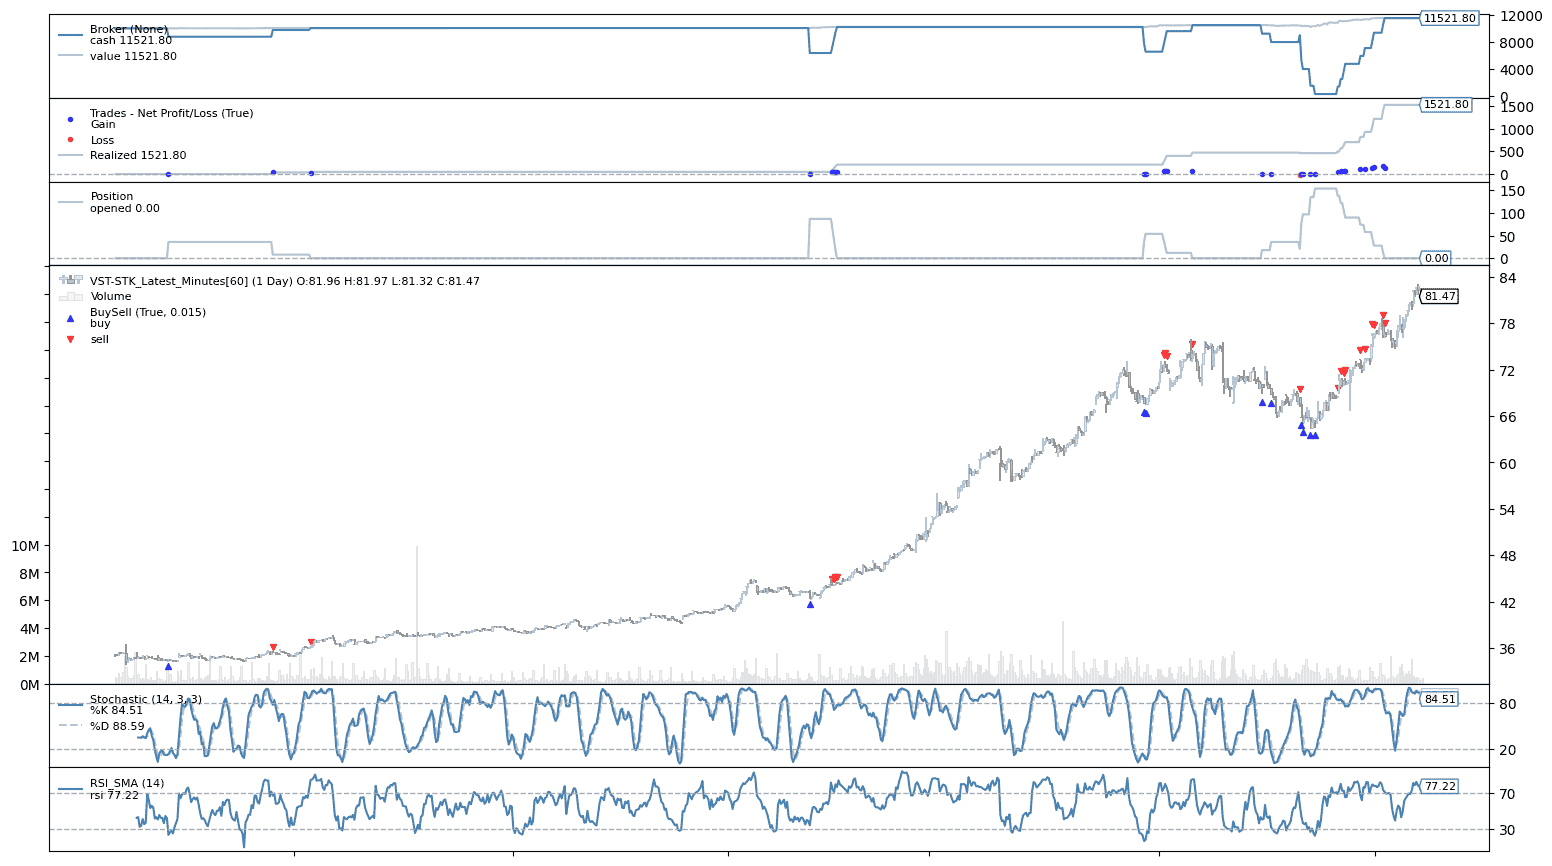 Broker (None)
cash 11521.80
value 11521.80
11521.80
12000
8000
4000
0
Trades - Net Profit/Loss (True)
Gain
Loss
Realized 1521.80
1521.80
1500
1000
500
0
Position
opened 0.00
150
100
50
0
0.00
VST-STK_Latest_Minutes[60] (1 Day) O:81.96 H:81.97 L:81.32 C:81.47
Volume
BuySell (True, 0.015)
buy
sell
81.47
84
78
72
66
60
54
48
42
36
10M
8M
6M
4M
2M
0M
Stochastic (14, 3, 3)
%K 84.51
%D 88.59
84.51
80
20
RSI_SMA (14)
rsi 77.22
77.22
70
30